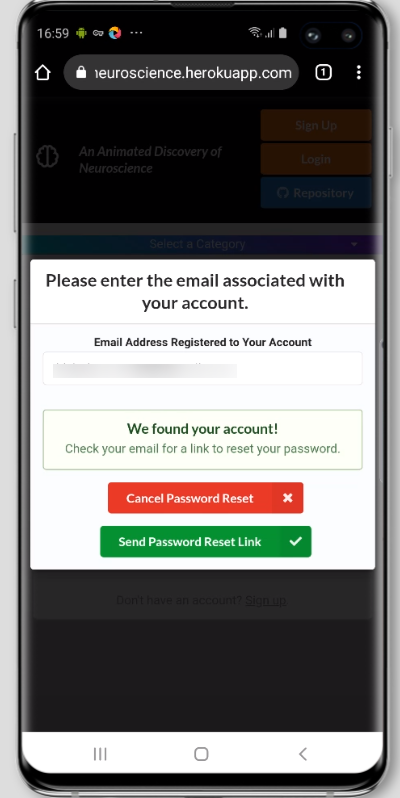 16:59
neuroscience.herokuapp.com
1
Sign Up
An Animated Discovery of
Neuroscience
Login
Repository
Select a Category
Please enter the email associated with
your account.
Email Address Registered to Your Account
We found your account!
Check your email for a link to reset your password.
Cancel Password Reset
Send Password Reset Link
Don't have an account? Sign up.